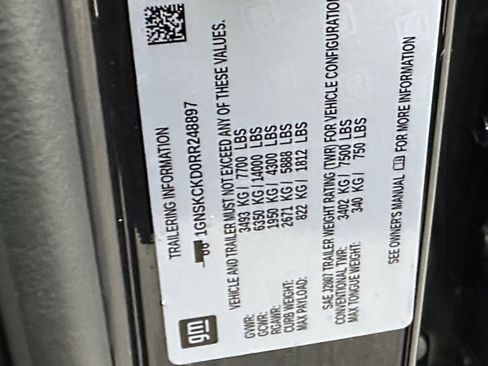 TRAILERING INFORMATION
1GNSKCKD0RR248897
VEHICLE AND TRAILER MUST NOT EXCEED ANY OF THESE VALUES.
GVWR: 3493 KG / 7700 LBS
GCWR: 6350 KG / 14000 LBS
RGAWR: 1950 KG / 4300 LBS
CURB WEIGHT: 2671 KG / 5888 LBS
MAX PAYLOAD: 822 KG / 1812 LBS
SAE J2807 TRAILER WEIGHT RATING (TWR) FOR VEHICLE CONFIGURATION
CONVENTIONAL TWR: 3402 KG / 7500 LBS
MAX TONGUE WEIGHT: 340 KG / 750 LBS
SEE OWNER'S MANUAL FOR MORE INFORMATION
gm